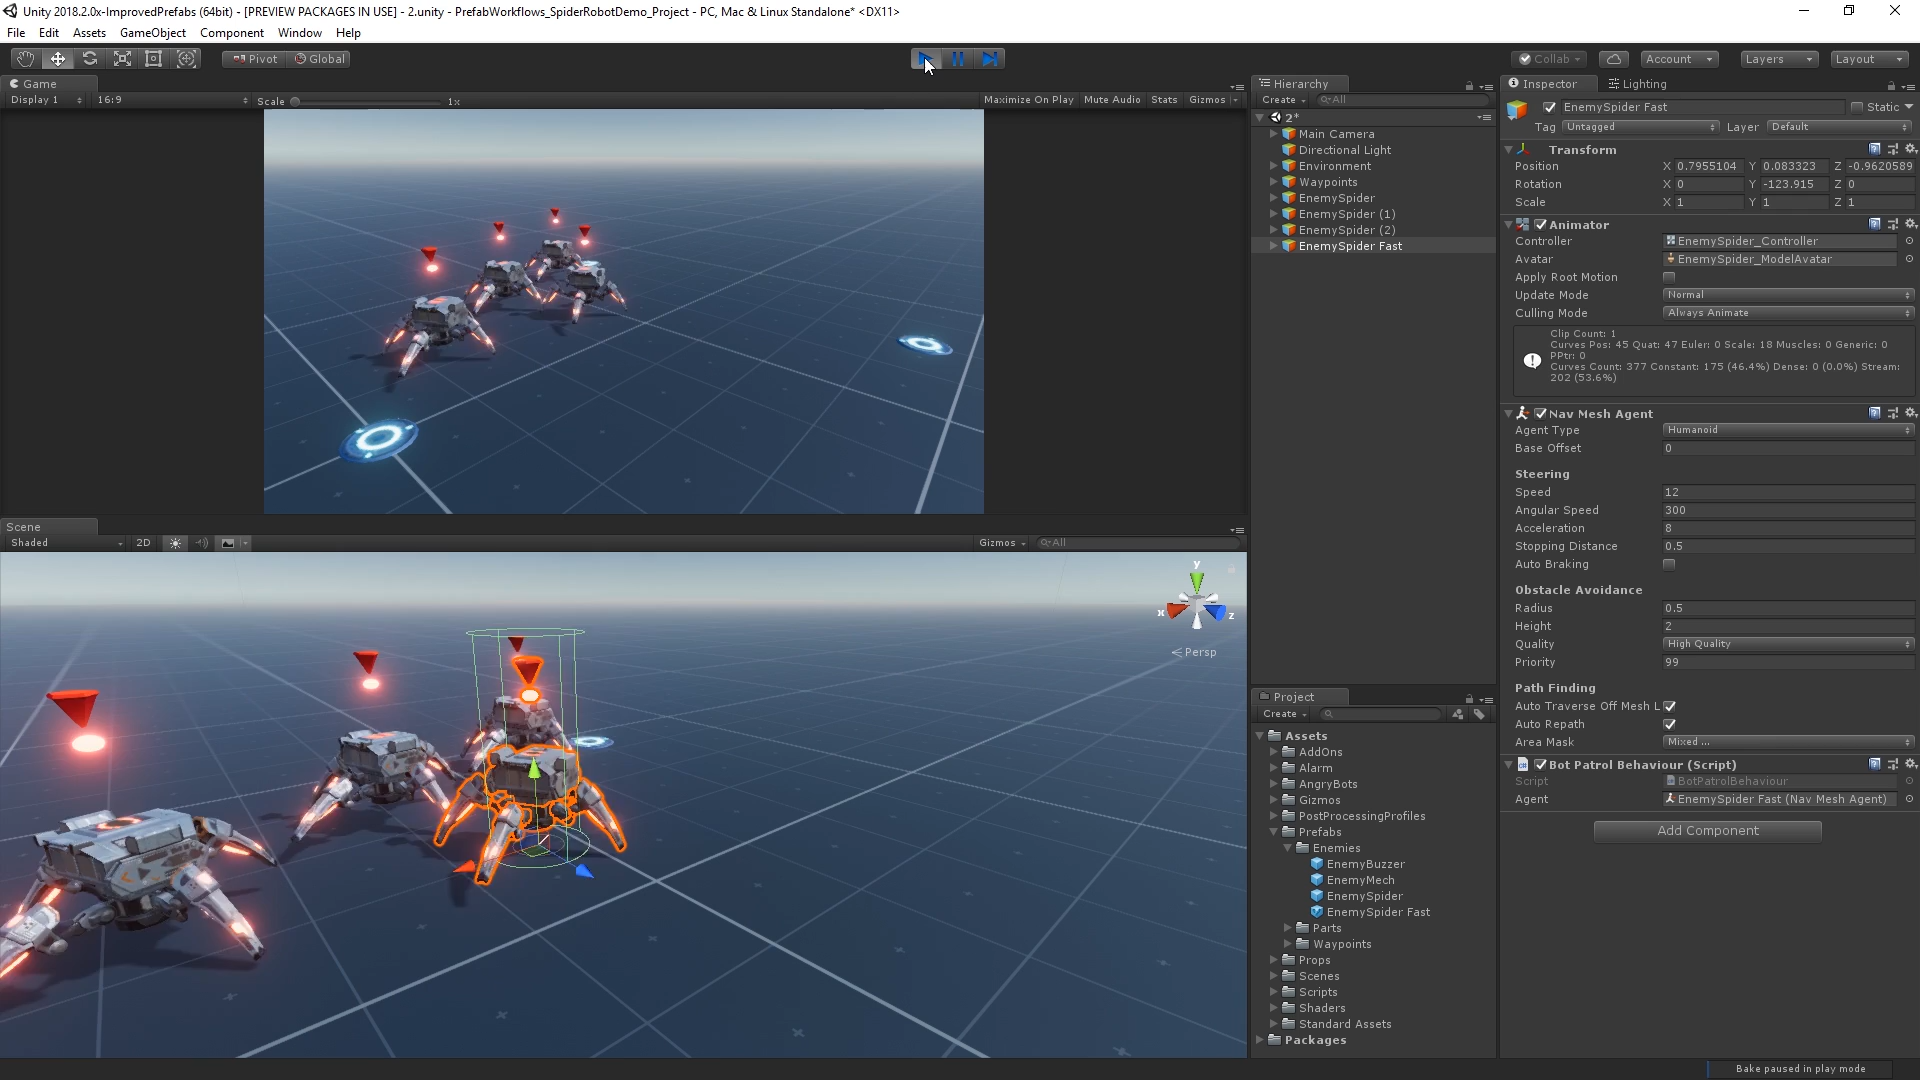 Unity 2018.2.0x-ImprovedPrefabs (64bit) - [PREVIEW PACKAGES IN USE] - 2.unity - PrefabWorkflows_SpiderRobotDemo_Project - PC, Mac & Linux Standalone* <DX11>
File Edit Assets GameObject Component Window Help
Pivot Global Collab Account Layers Layout
Game
Display 1 16:9 Scale 1x Maximize On Play Mute Audio Stats Gizmos
Scene
Shaded 2D Gizmos All
y
x
z
Persp
Hierarchy
Create All
2*
Main Camera
Directional Light
Environment
Waypoints
EnemySpider
EnemySpider (1)
EnemySpider (2)
EnemySpider Fast
Project
Create
Assets
AddOns
Alarm
AngryBots
Gizmos
PostProcessingProfiles
Prefabs
Enemies
EnemyBuzzer
EnemyMech
EnemySpider
EnemySpider Fast
Parts
Waypoints
Props
Scenes
Scripts
Shaders
Standard Assets
Packages
Inspector Lighting
EnemySpider Fast Static
Tag Untagged Layer Default
Transform
Position X 0.7955104 Y 0.083323 Z -0.9620589
Rotation X 0 Y -123.915 Z 0
Scale X 1 Y 1 Z 1
Animator
Controller EnemySpider_Controller
Avatar EnemySpider_ModelAvatar
Apply Root Motion
Update Mode Normal
Culling Mode Always Animate
Clip Count: 1
Curves Pos: 45 Quat: 47 Euler: 0 Scale: 18 Muscles: 0 Generic: 0
PPtr: 0
Curves Count: 377 Constant: 175 (46.4%) Dense: 0 (0.0%) Stream:
202 (53.6%)
Nav Mesh Agent
Agent Type Humanoid
Base Offset 0
Steering
Speed 12
Angular Speed 300
Acceleration 8
Stopping Distance 0.5
Auto Braking
Obstacle Avoidance
Radius 0.5
Height 2
Quality High Quality
Priority 99
Path Finding
Auto Traverse Off Mesh L
Auto Repath
Area Mask Mixed ...
Bot Patrol Behaviour (Script)
Script BotPatrolBehaviour
Agent EnemySpider Fast (Nav Mesh Agent)
Add Component
Bake paused in play mode